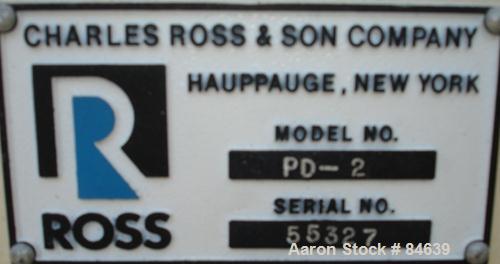 CHARLES ROSS & SON COMPANY
HAUPPAUGE, NEW YORK
MODEL NO.
PD-2
SERIAL NO.
55327
R
ROSS
Aaron Stock # 84639